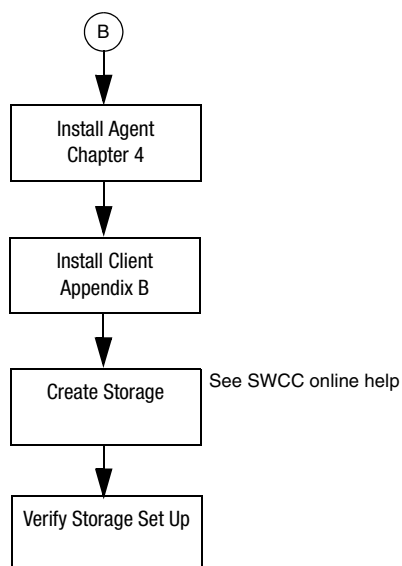 B
Install Agent
Chapter 4
Install Client
Appendix B
Create Storage
See SWCC online help
Verify Storage Set Up